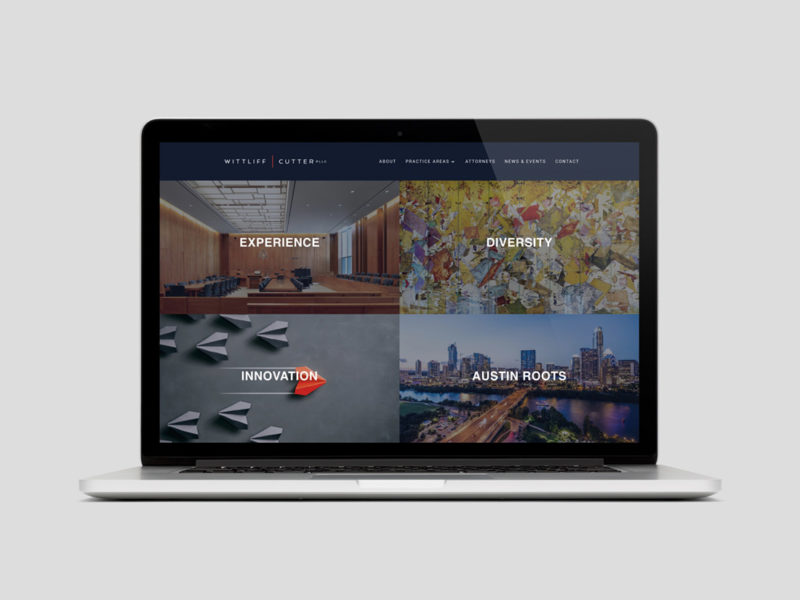 WITTLIFF | CUTTER PLLC
ABOUT PRACTICE AREAS ATTORNEYS NEWS & EVENTS CONTACT
EXPERIENCE
DIVERSITY
INNOVATION
AUSTIN ROOTS